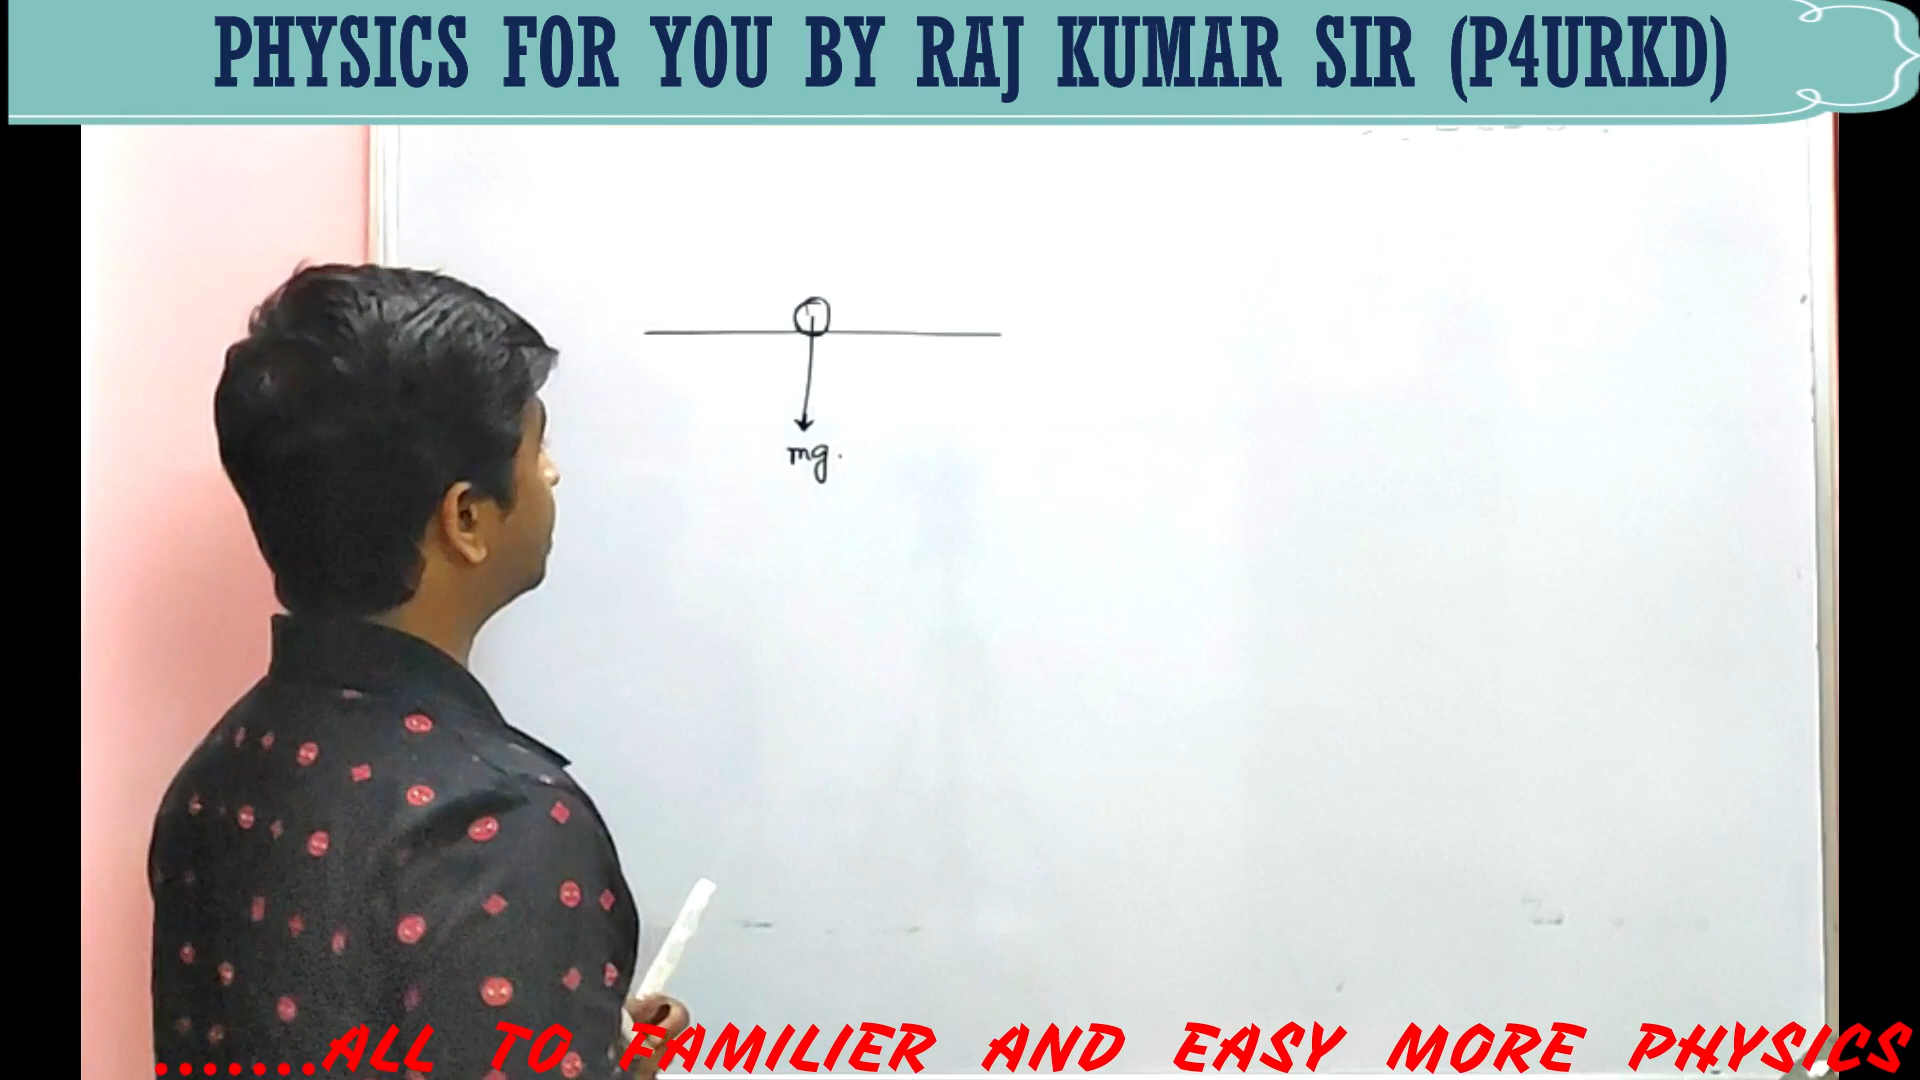 PHYSICS FOR YOU BY RAJ KUMAR SIR (P4URKD)
mg.
.......ALL TO FAMILIER AND EASY MORE PHYSICS